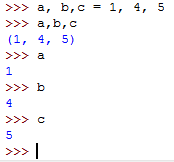 >>> a, b,c = 1, 4, 5
>>> a,b,c
(1, 4, 5)
>>> a
1
>>> b
4
>>> c
5
>>>